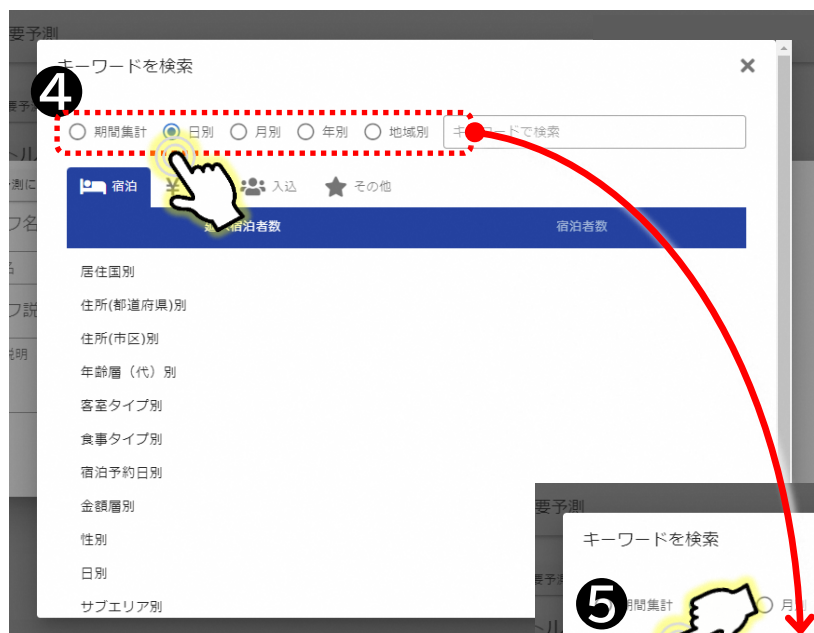 要予測
キーワードを検索
4
期間集計 日別 月別 年別 地域別
ードで検索
宿泊 ¥ 入込 その他
宿泊者数 宿泊者数
居住国別
住所(都道府県)別
住所(市区)別
年齢層（代）別
客室タイプ別
食事タイプ別
宿泊予約日別
金額層別
性別
日別
サブエリア別
要予測
キーワードを検索
5
期間集計 月